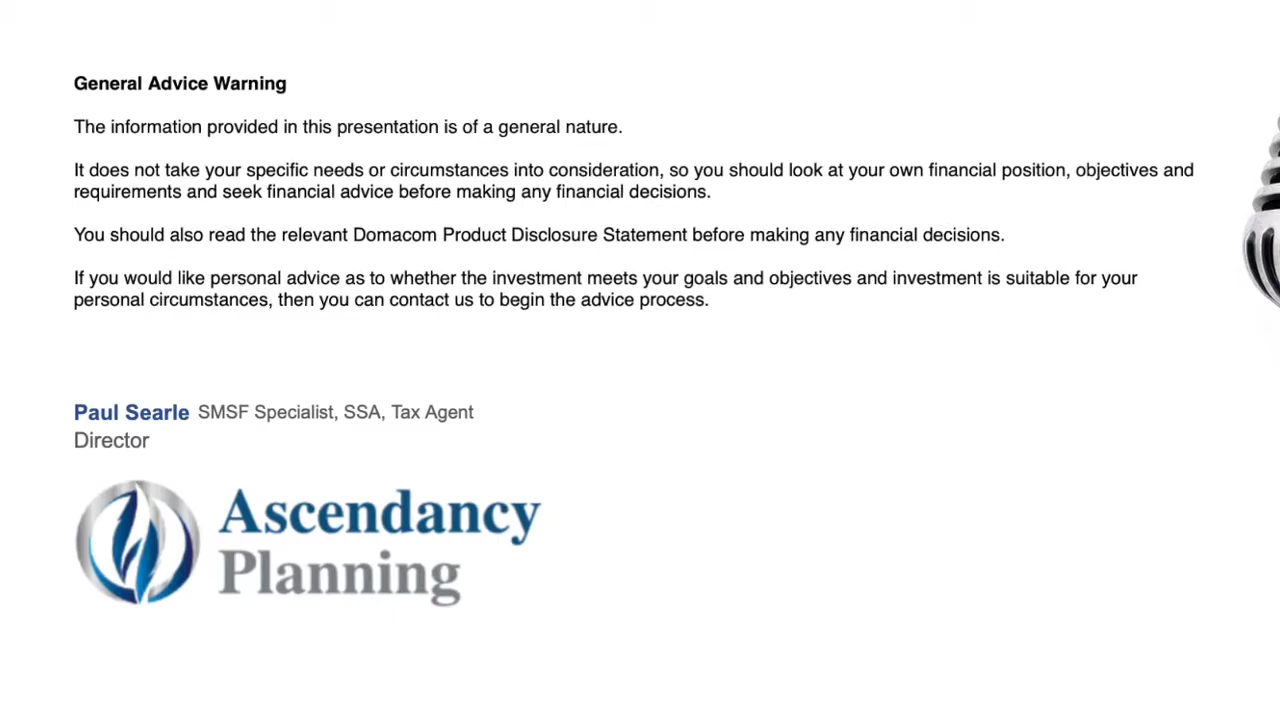 General Advice Warning
The information provided in this presentation is of a general nature.
It does not take your specific needs or circumstances into consideration, so you should look at your own financial position, objectives and
requirements and seek financial advice before making any financial decisions.
You should also read the relevant Domacom Product Disclosure Statement before making any financial decisions.
If you would like personal advice as to whether the investment meets your goals and objectives and investment is suitable for your
personal circumstances, then you can contact us to begin the advice process.
Paul Searle SMSF Specialist, SSA, Tax Agent
Director
Ascendancy
Planning